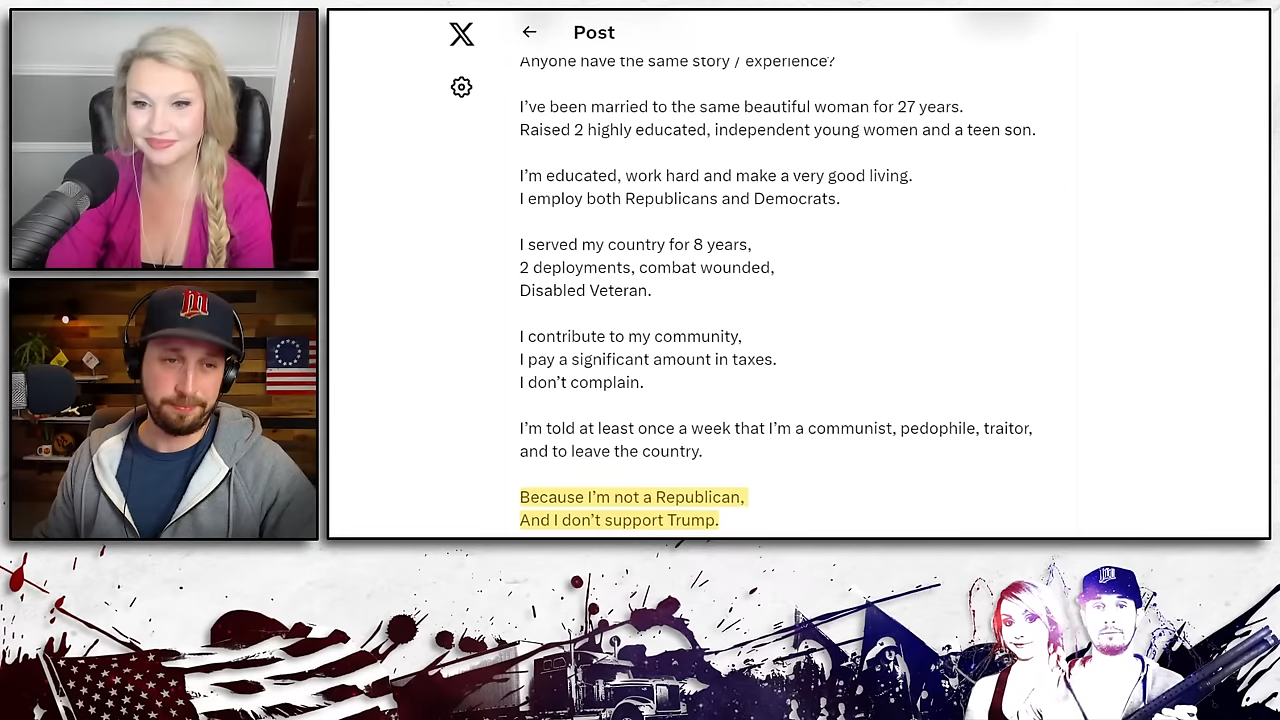 Post
Anyone have the same story / experience?
I've been married to the same beautiful woman for 27 years.
Raised 2 highly educated, independent young women and a teen son.
I'm educated, work hard and make a very good living.
I employ both Republicans and Democrats.
I served my country for 8 years,
2 deployments, combat wounded,
Disabled Veteran.
I contribute to my community,
I pay a significant amount in taxes.
I don't complain.
I'm told at least once a week that I'm a communist, pedophile, traitor,
and to leave the country.
Because I'm not a Republican,
And I don't support Trump.